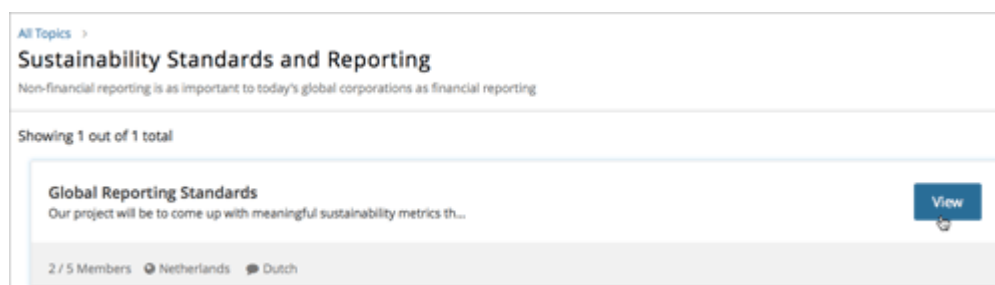 All Topics >
Sustainability Standards and Reporting
Non-financial reporting is as important to today's global corporations as financial reporting
Showing 1 out of 1 total
Global Reporting Standards
Our project will be to come up with meaningful sustainability metrics th...
View
2 / 5 Members Netherlands Dutch